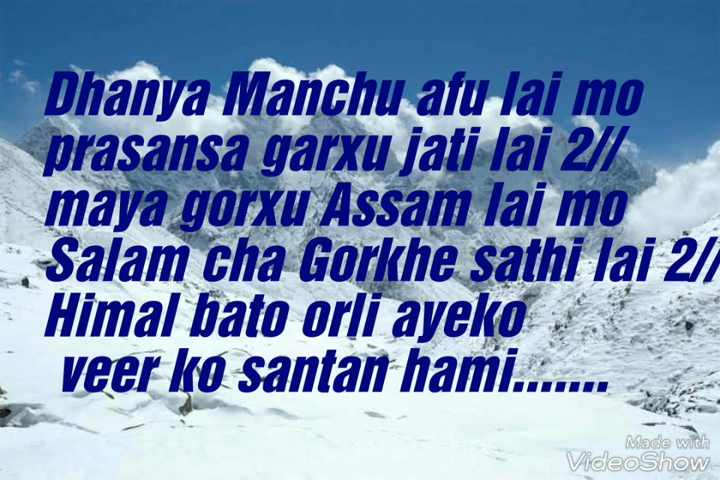 Dhanya Manchu afu lai mo
prasansa garxu jati lai 2//
maya gorxu Assam lai mo
Salam cha Gorkhe sathi lai 2//
Himal bato orli ayeko
veer ko santan hami.......
Made with
VideoShow